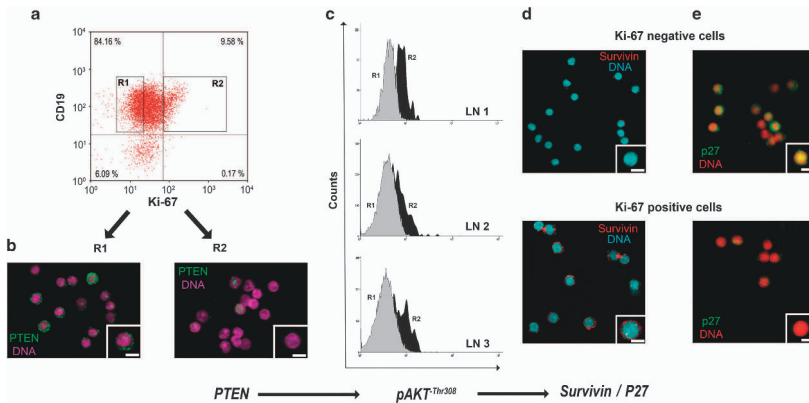 a
10⁴
10³
10²
10¹
10⁰
84.16 %
9.58 %
R1
R2
6.09 %
0.17 %
CD19
10⁰ 10¹ 10² 10³ 10⁴
Ki-67
R1
R2
b
PTEN
DNA
PTEN
DNA
PTEN
DNA
c
Counts
R1
R2
LN 1
R1
R2
LN 2
R1
R2
LN 3
d
e
Ki-67 negative cells
Survivin
DNA
p27
DNA
Ki-67 positive cells
Survivin
DNA
p27
DNA
PTEN
pAKT-Thr308
Survivin / P27